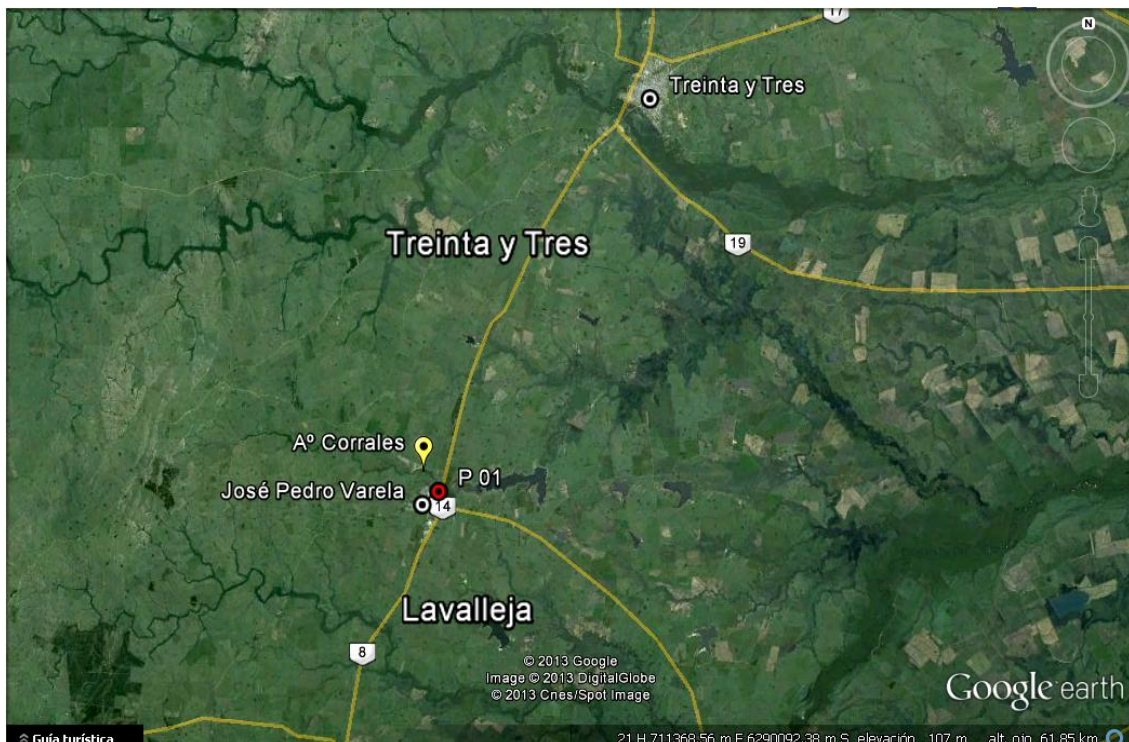 17
N
Treinta y Tres
Treinta y Tres
19
Aº Corrales
P 01
José Pedro Varela
14
Lavalleja
8
© 2013 Google
Image © 2013 DigitalGlobe
© 2013 Cnes/Spot Image
Google earth
Guía turística
21 H 711368.56 m E 6290092.38 m S elevación 107 m alt. ojo 61.85 km